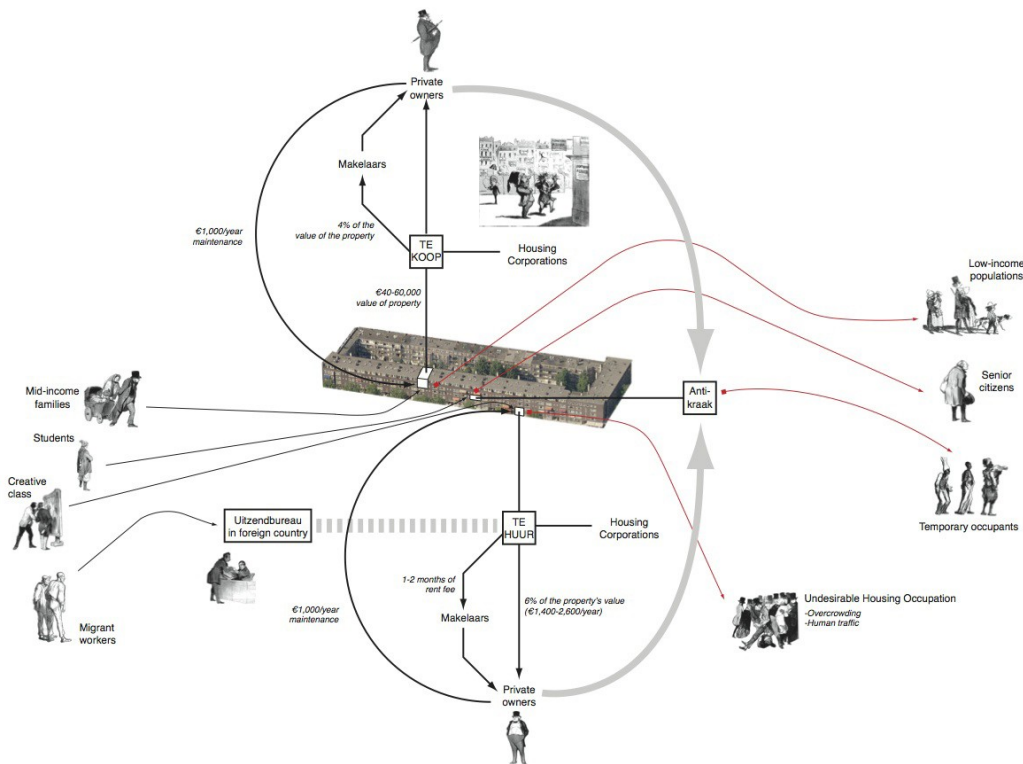 Private
owners
Makelaars
€1,000/year
maintenance
4% of the
value of the property
TE
KOOP
Housing
Corporations
€40-60,000
value of property
Low-income
populations
Mid-income
families
Senior
citizens
Anti-
kraak
Students
Creative
class
Temporary occupants
Uitzendbureau
in foreign country
TE
HUUR
Housing
Corporations
1-2 months of
rent fee
6% of the property's value
(€1,400-2,600/year)
€1,000/year
maintenance
Makelaars
Undesirable Housing Occupation
-Overcrowding
-Human traffic
Migrant
workers
Private
owners